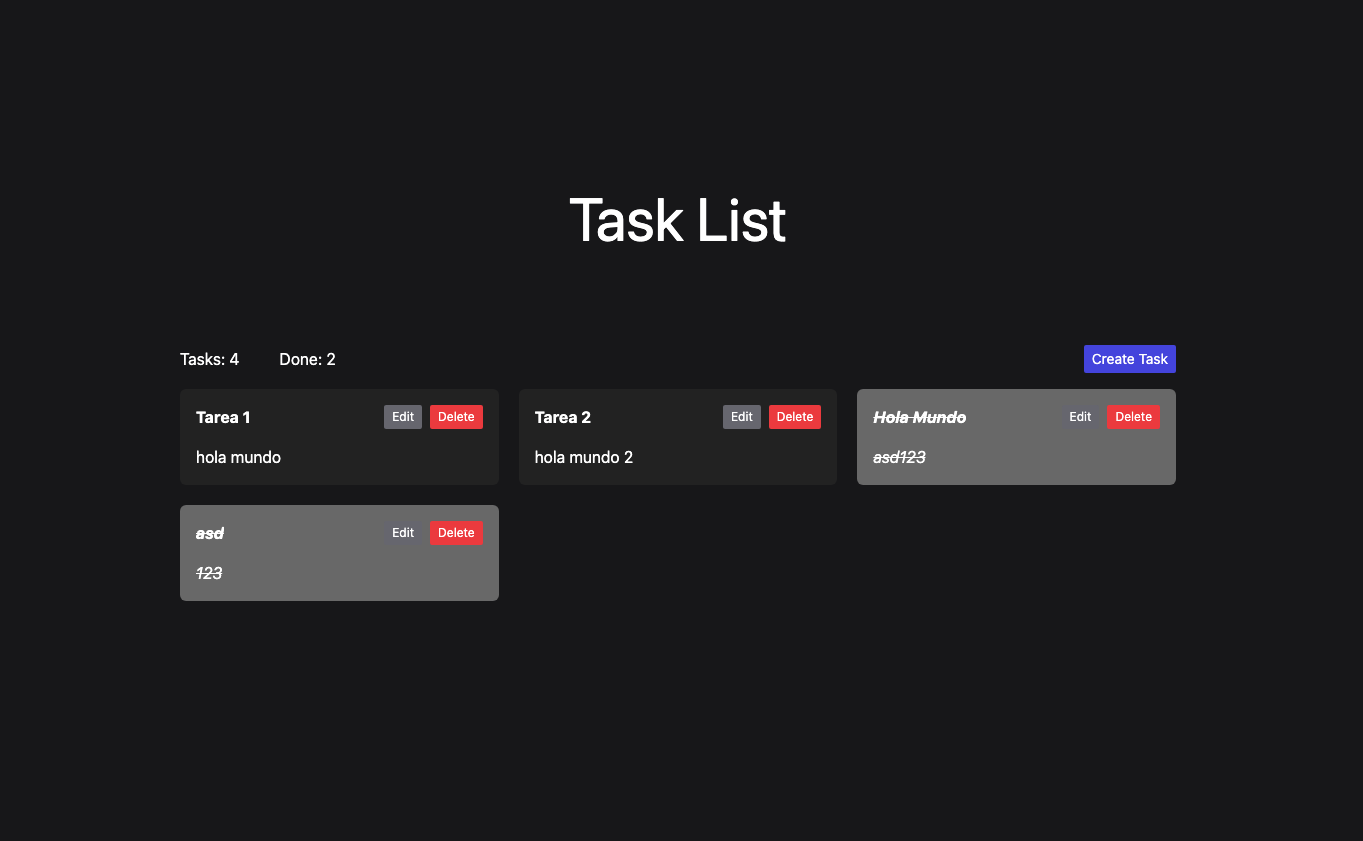 Task List
Tasks: 4 Done: 2 Create Task
Tarea 1 Edit Delete
hola mundo
Tarea 2 Edit Delete
hola mundo 2
Hola Mundo Edit Delete
asd123
asd Edit Delete
123